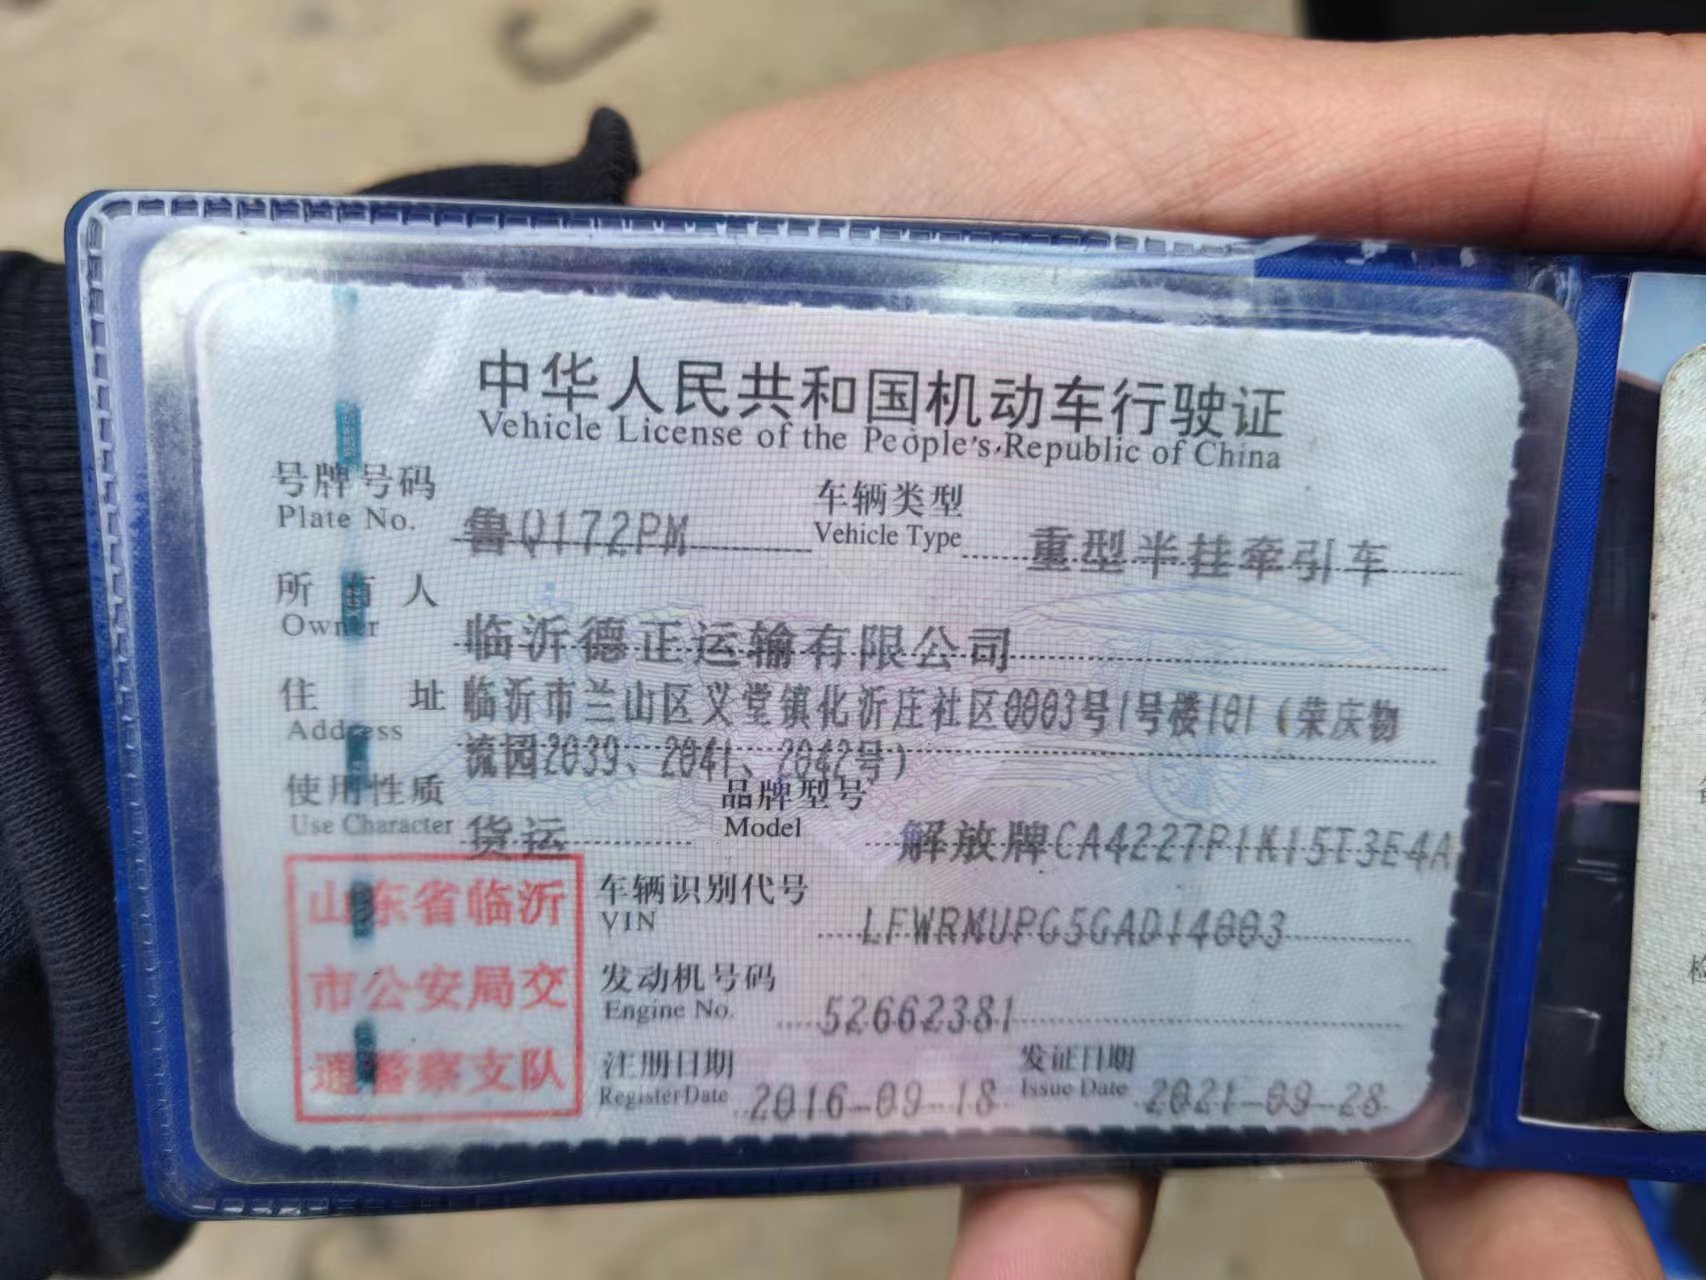 中华人民共和国机动车行驶证
Vehicle License of the People's Republic of China
号牌号码 鲁Q172PM 车辆类型 重型半挂牵引车
Plate No. Vehicle Type
所有人 临沂德正运输有限公司
Owner
住址 临沂市兰山区义堂镇化沂庄社区0003号1号楼101（荣庆物
Address 流园2039、2041、2042号）
使用性质 货运 品牌型号 解放牌CA4227P1K15T3E4A
Use Character Model
山东省临沂
市公安局交
通警察支队
车辆识别代号 LFWRMUPG5GAD14003
VIN
发动机号码 52662381
Engine No.
注册日期 2016-09-18 发证日期 2021-09-28
Register Date Issue Date